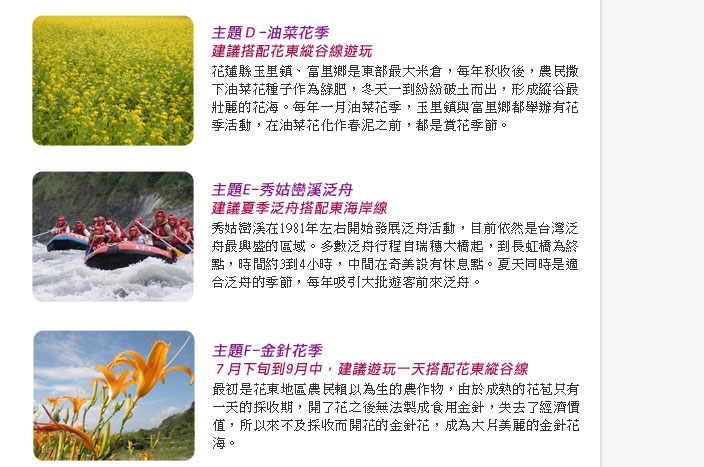 主題D-油菜花季
建議搭配花東縱谷線遊玩
花蓮縣玉里鎮、富里鄉是東部最大米倉，每年秋收後，農民撒
下油菜花種子作為綠肥，冬天一到紛紛破土而出，形成縱谷最
壯麗的花海。每年一月油菜花季，玉里鎮與富里鄉都舉辦有花
季活動，在油菜花化作春泥之前，都是賞花季節。
主題E-秀姑巒溪泛舟
建議夏季泛舟搭配東海岸線
秀姑巒溪在1981年左右開始發展泛舟活動，目前依然是台灣泛
舟最興盛的區域。多數泛舟行程自瑞穗大橋起，到長虹橋為終
點，時間約3到4小時，中間在奇美設有休息點。夏天同時是適
合泛舟的季節，每年吸引大批遊客前來泛舟。
主題F-金針花季
７月下旬到9月中，建議遊玩一天搭配花東縱谷線
最初是花東地區農民賴以為生的農作物，由於成熟的花苞只有
一天的採收期，開了花之後無法製成食用金針，失去了經濟價
值，所以來不及採收而開花的金針花，成為大片美麗的金針花
海。